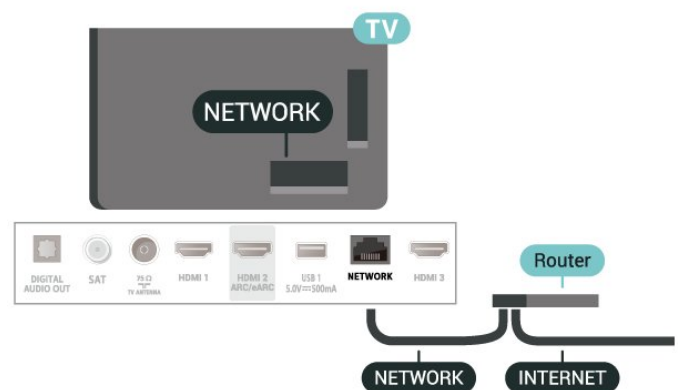 TV
NETWORK
DIGITAL
AUDIO OUT
SAT
75 Ω
TV ANTENNA
HDMI 1
HDMI 2
ARC/eARC
USB 1
5.0V⎓500mA
NETWORK
HDMI 3
Router
NETWORK
INTERNET